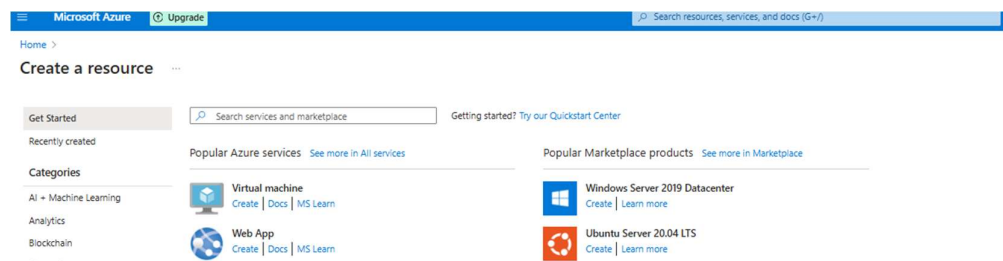 Microsoft Azure Upgrade Search resources, services, and docs (G+/)
Home >
Create a resource ...
Get Started
Recently created
Categories
AI + Machine Learning
Analytics
Blockchain
Search services and marketplace Getting started? Try our Quickstart Center
Popular Azure services See more in All services
Virtual machine
Create | Docs | MS Learn
Web App
Create | Docs | MS Learn
Popular Marketplace products See more in Marketplace
Windows Server 2019 Datacenter
Create | Learn more
Ubuntu Server 20.04 LTS
Create | Learn more